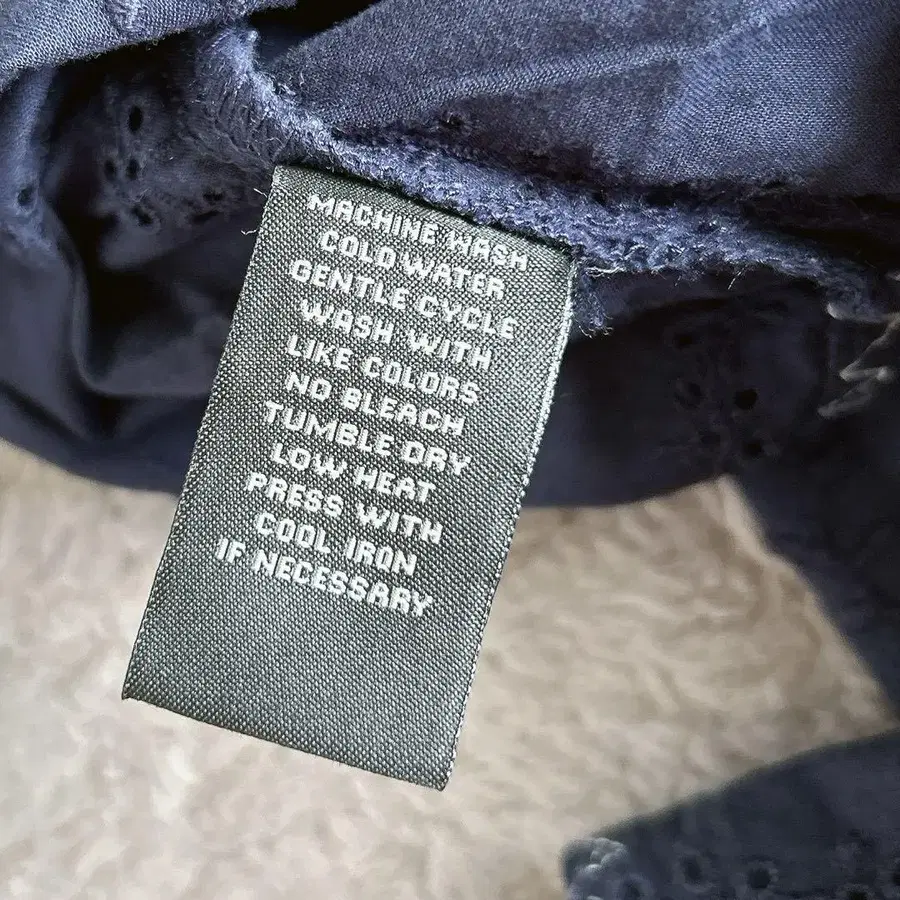 MACHINE WASH
COLD WATER
GENTLE CYCLE
WASH WITH
LIKE COLORS
NO BLEACH
TUMBLE DRY
LOW HEAT
PRESS WITH
COOL IRON
IF NECESSARY